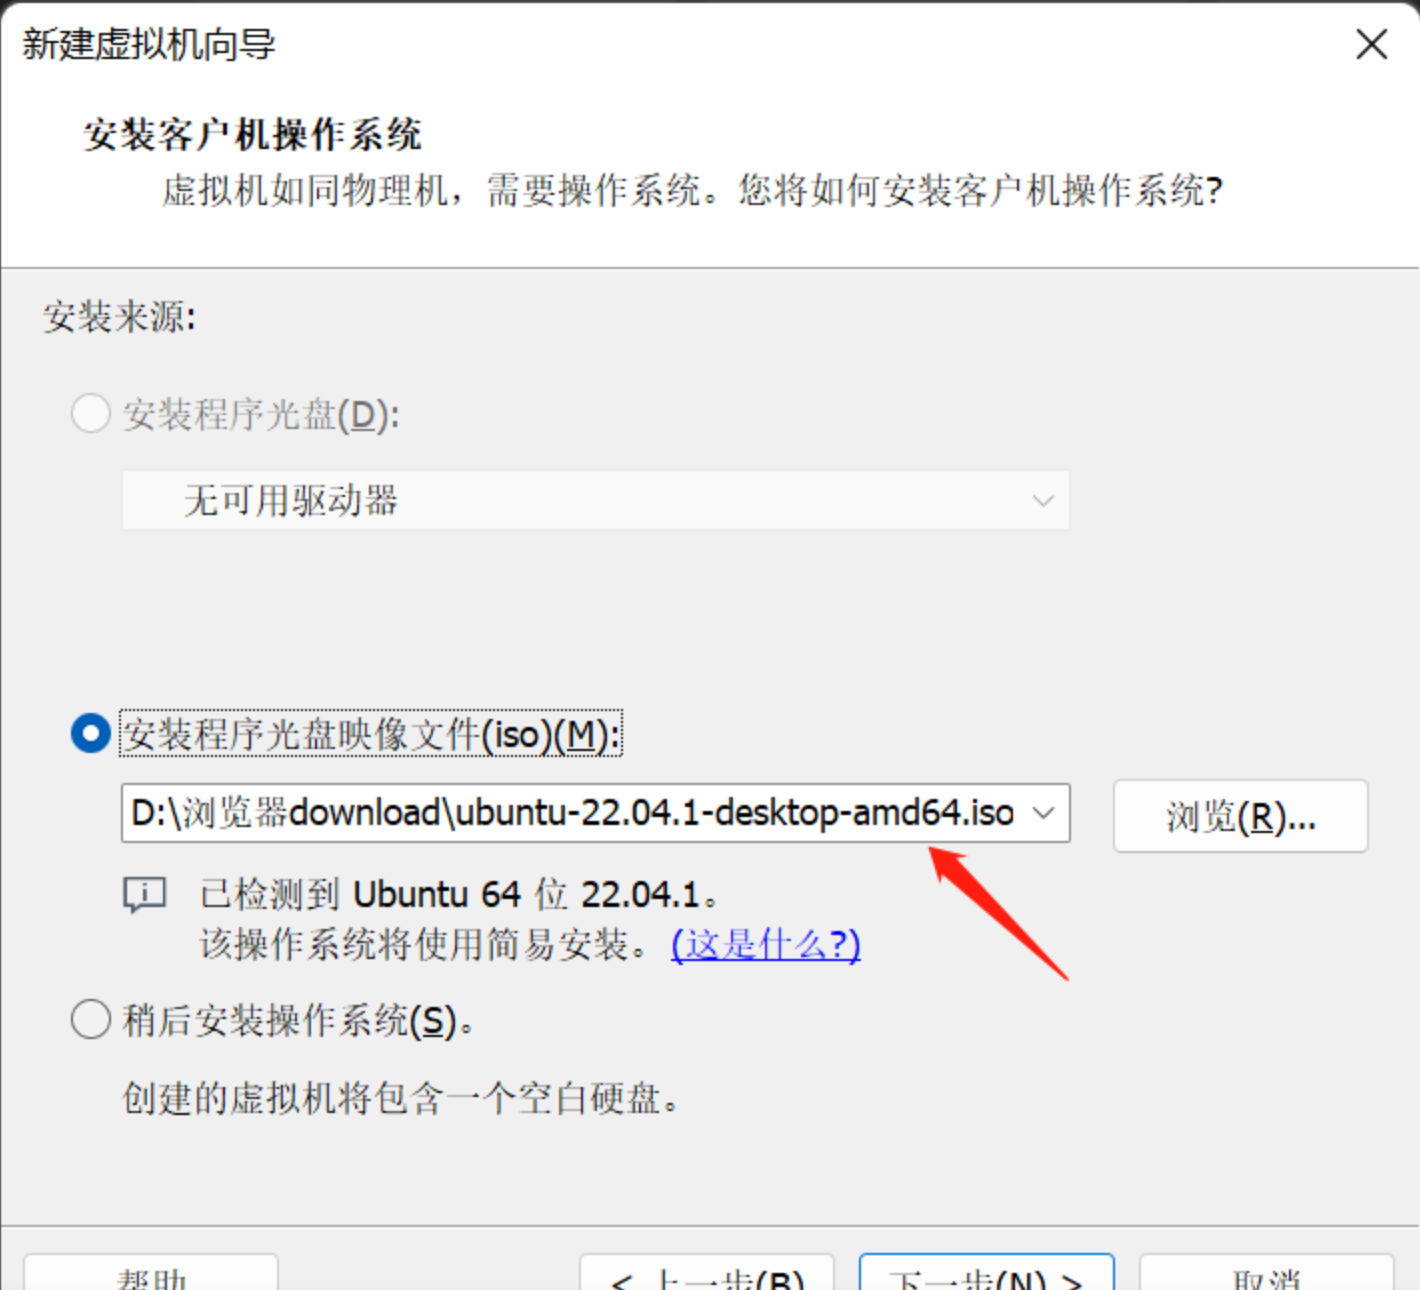 新建虚拟机向导
安装客户机操作系统
虚拟机如同物理机，需要操作系统。您将如何安装客户机操作系统?
安装来源:
安装程序光盘(D):
无可用驱动器
安装程序光盘映像文件(iso)(M):
D:\浏览器download\ubuntu-22.04.1-desktop-amd64.iso
浏览(R)...
已检测到 Ubuntu 64 位 22.04.1。
该操作系统将使用简易安装。 (这是什么?)
稍后安装操作系统(S)。
创建的虚拟机将包含一个空白硬盘。
帮助
< 上一步(B)
下一步(N) >
取消